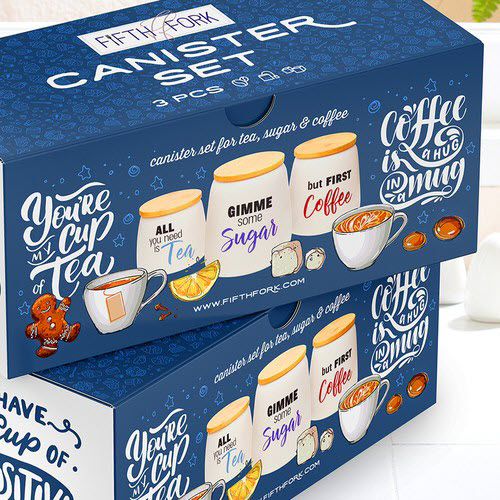 FIFTH FORK
CANISTER
SET
3 PCS
canister set for tea, sugar & coffee
You're
my Cup
of Tea
ALL
you need
is Tea
GIMME
some
Sugar
but FIRST
Coffee
Coffee
is a HUG
IN a mug
WWW.FIFTHFORK.COM
canister set for tea, sugar & coffee
HAVE
Cup OF
You're
my Cup
Tea
ALL
you need
is Tea
GIMME
some
Sugar
but FIRST
Coffee
Coffee
is a HUG
IN a mug
WWW.FIFTHFORK.COM